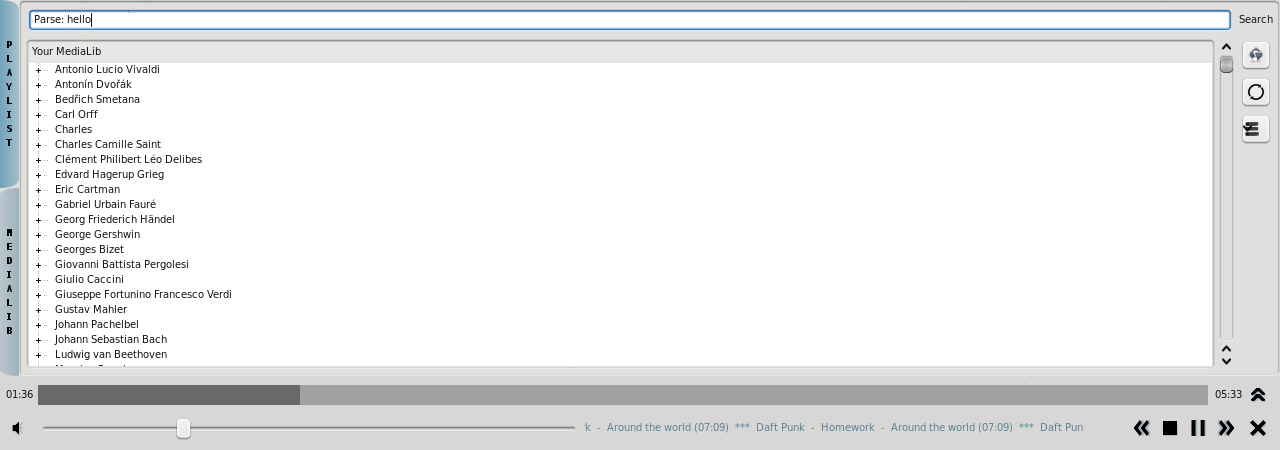 Parse: hello
Search
PLAYLIST
MEDIALIB
Your MediaLib
Antonio Lucio Vivaldi
Antonín Dvořák
Bedřich Smetana
Carl Orff
Charles
Charles Camille Saint
Clément Philibert Léo Delibes
Edvard Hagerup Grieg
Eric Cartman
Gabriel Urbain Fauré
Georg Friederich Händel
George Gershwin
Georges Bizet
Giovanni Battista Pergolesi
Giulio Caccini
Giuseppe Fortunino Francesco Verdi
Gustav Mahler
Johann Pachelbel
Johann Sebastian Bach
Ludwig van Beethoven
01:36
05:33
k - Around the world (07:09) *** Daft Punk - Homework - Around the world (07:09) *** Daft Pun